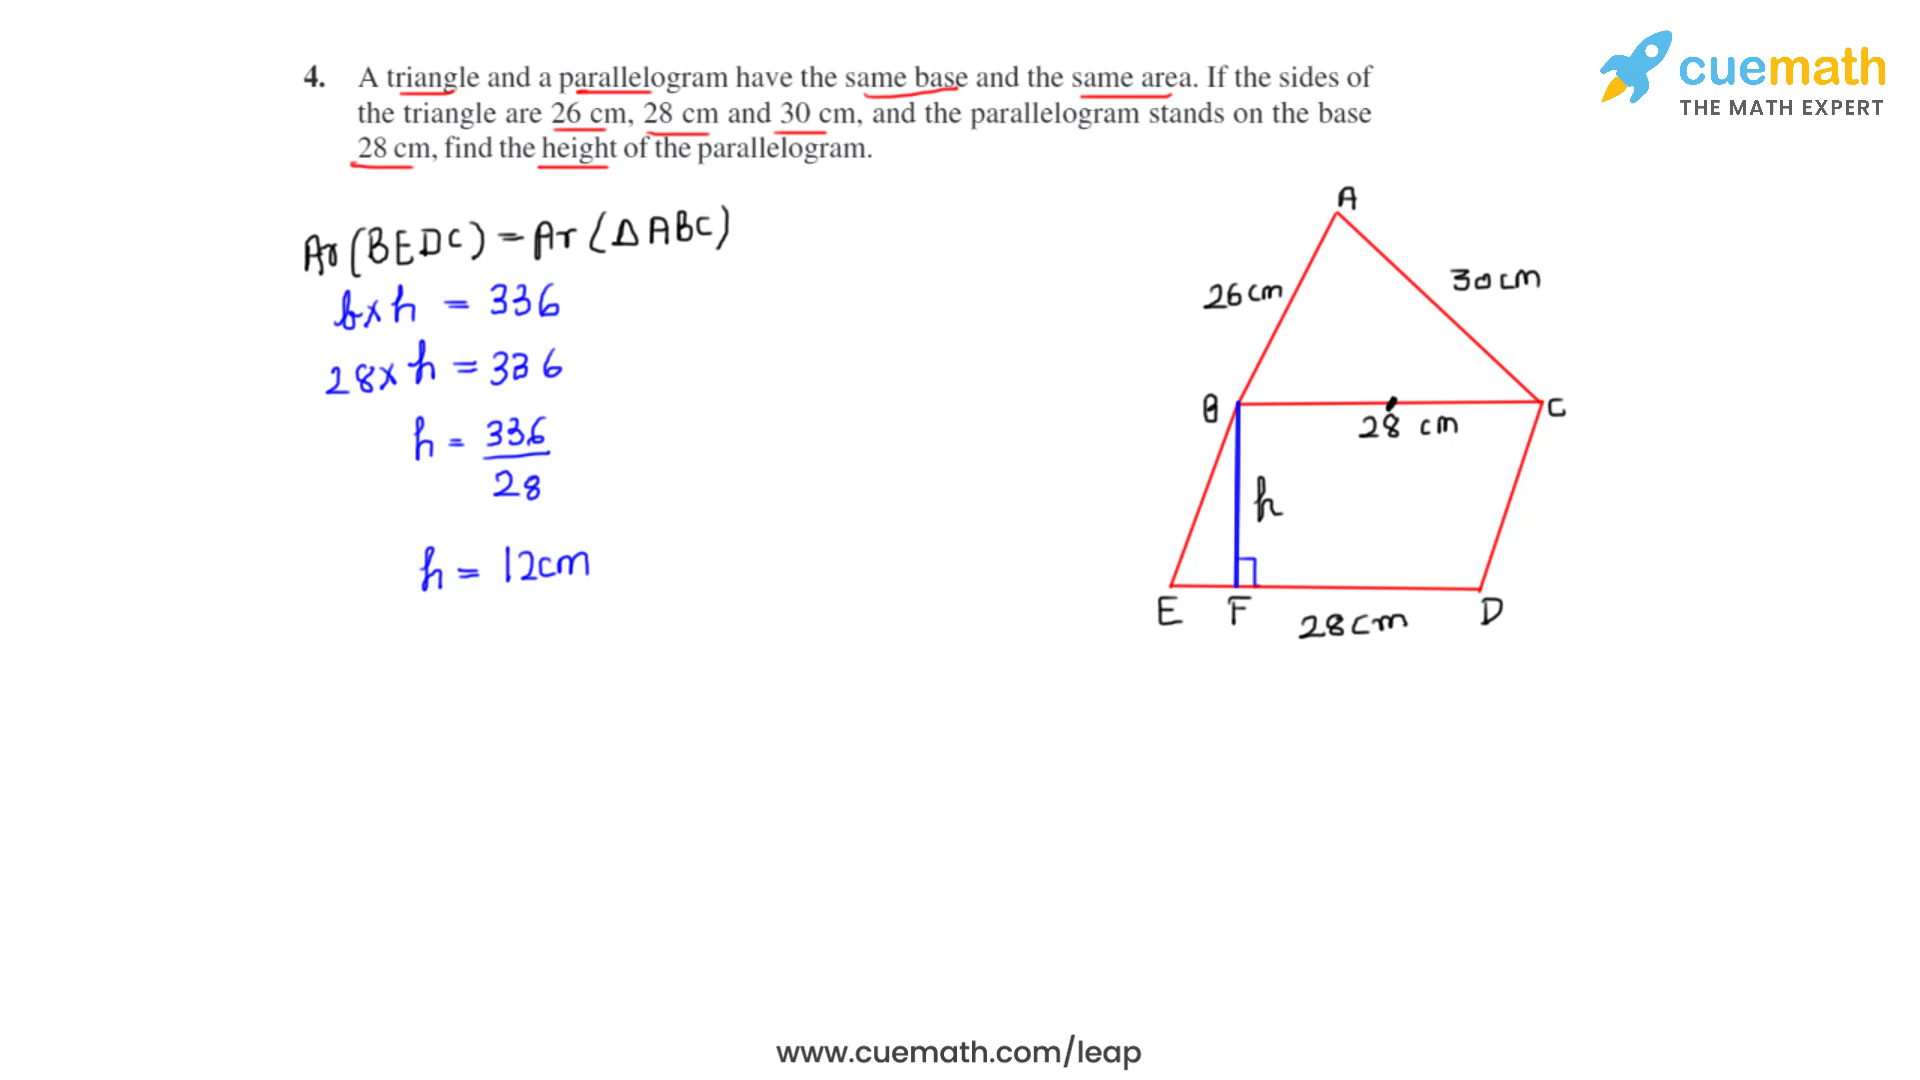 4. A triangle and a parallelogram have the same base and the same area. If the sides of
the triangle are 26 cm, 28 cm and 30 cm, and the parallelogram stands on the base
28 cm, find the height of the parallelogram.
cuemath
THE MATH EXPERT
Ar (BEDC) = Ar (Δ ABC)
b × h = 336
28 × h = 336
h = 336
28
h = 12cm
A
26cm
30cm
B
C
28 cm
h
E
F
28cm
D
www.cuemath.com/leap